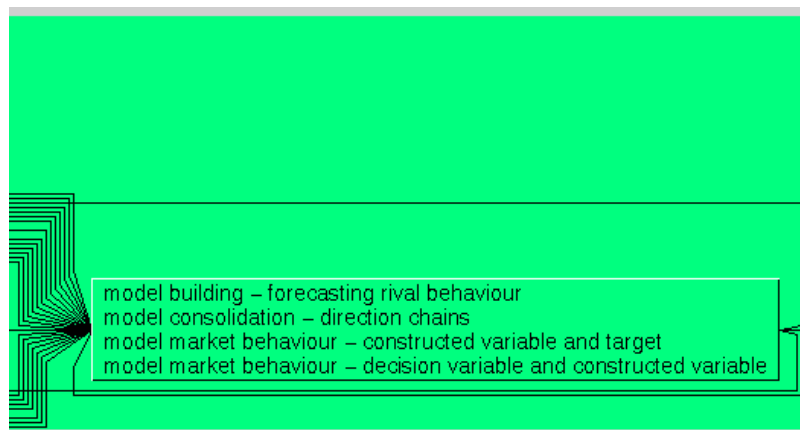 model building – forecasting rival behaviour
model consolidation – direction chains
model market behaviour – constructed variable and target
model market behaviour – decision variable and constructed variable